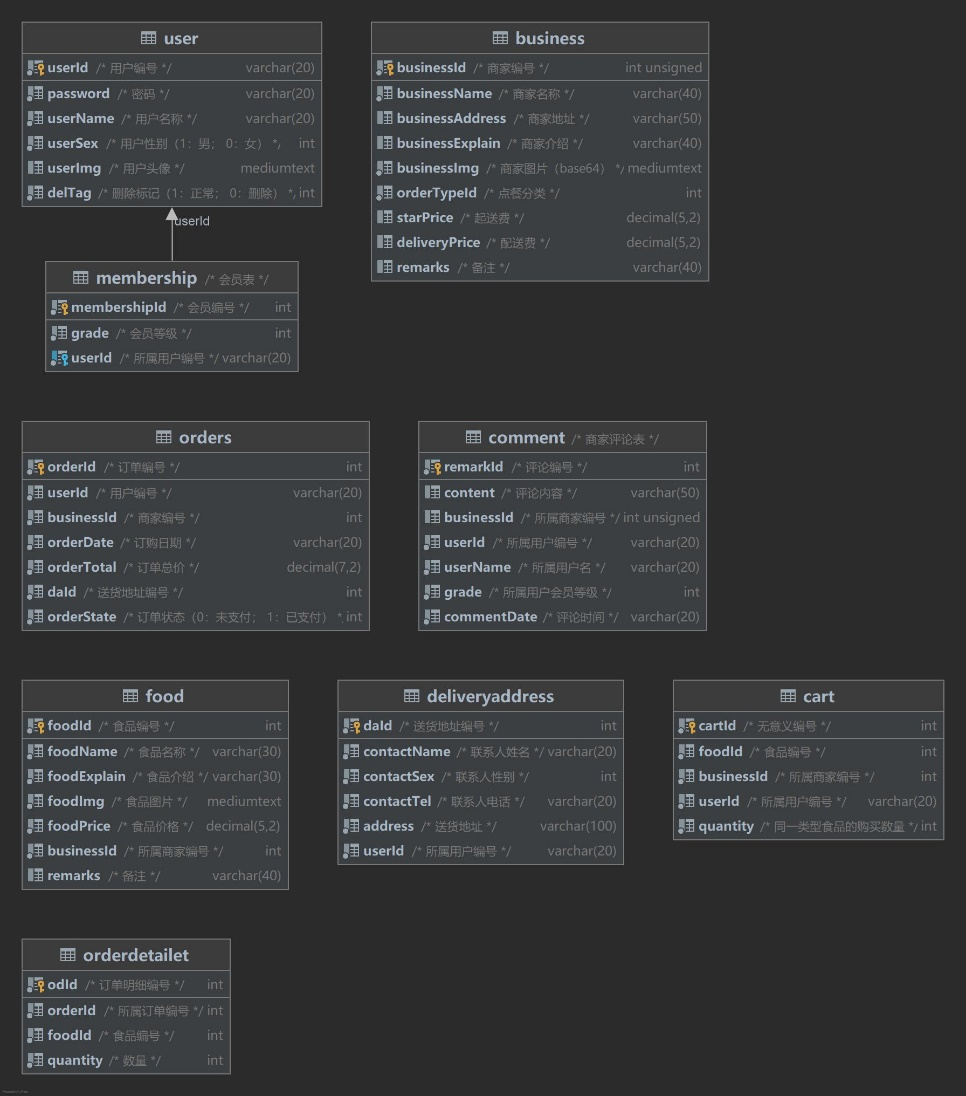 user
userId /* 用户编号 */ varchar(20)
password /* 密码 */ varchar(20)
userName /* 用户名称 */ varchar(20)
userSex /* 用户性别（1：男； 0：女） */ int
userImg /* 用户头像 */ mediumtext
delTag /* 删除标记（1：正常； 0：删除） */ int
userId
membership /* 会员表 */
membershipId /* 会员编号 */ int
grade /* 会员等级 */ int
userId /* 所属用户编号 */ varchar(20)
business
businessId /* 商家编号 */ int unsigned
businessName /* 商家名称 */ varchar(40)
businessAddress /* 商家地址 */ varchar(50)
businessExplain /* 商家介绍 */ varchar(40)
businessImg /* 商家图片（base64） */ mediumtext
orderTypeId /* 点餐分类 */ int
starPrice /* 起送费 */ decimal(5,2)
deliveryPrice /* 配送费 */ decimal(5,2)
remarks /* 备注 */ varchar(40)
orders
orderId /* 订单编号 */ int
userId /* 用户编号 */ varchar(20)
businessId /* 商家编号 */ int
orderDate /* 订购日期 */ varchar(20)
orderTotal /* 订单总价 */ decimal(7,2)
daId /* 送货地址编号 */ int
orderState /* 订单状态（0：未支付； 1：已支付） */ int
comment /* 商家评论表 */
remarkId /* 评论编号 */ int
content /* 评论内容 */ varchar(50)
businessId /* 所属商家编号 */ int unsigned
userId /* 所属用户编号 */ varchar(20)
userName /* 所属用户名 */ varchar(20)
grade /* 所属用户会员等级 */ int
commentDate /* 评论时间 */ varchar(20)
food
foodId /* 食品编号 */ int
foodName /* 食品名称 */ varchar(30)
foodExplain /* 食品介绍 */ varchar(30)
foodImg /* 食品图片 */ mediumtext
foodPrice /* 食品价格 */ decimal(5,2)
businessId /* 所属商家编号 */ int
remarks /* 备注 */ varchar(40)
deliveryaddress
daId /* 送货地址编号 */ int
contactName /* 联系人姓名 */ varchar(20)
contactSex /* 联系人性别 */ int
contactTel /* 联系人电话 */ varchar(20)
address /* 送货地址 */ varchar(100)
userId /* 所属用户编号 */ varchar(20)
cart
cartId /* 无意义编号 */ int
foodId /* 食品编号 */ int
businessId /* 所属商家编号 */ int
userId /* 所属用户编号 */ varchar(20)
quantity /* 同一类型食品的购买数量 */ int
orderdetailet
odId /* 订单明细编号 */ int
orderId /* 所属订单编号 */ int
foodId /* 食品编号 */ int
quantity /* 数量 */ int